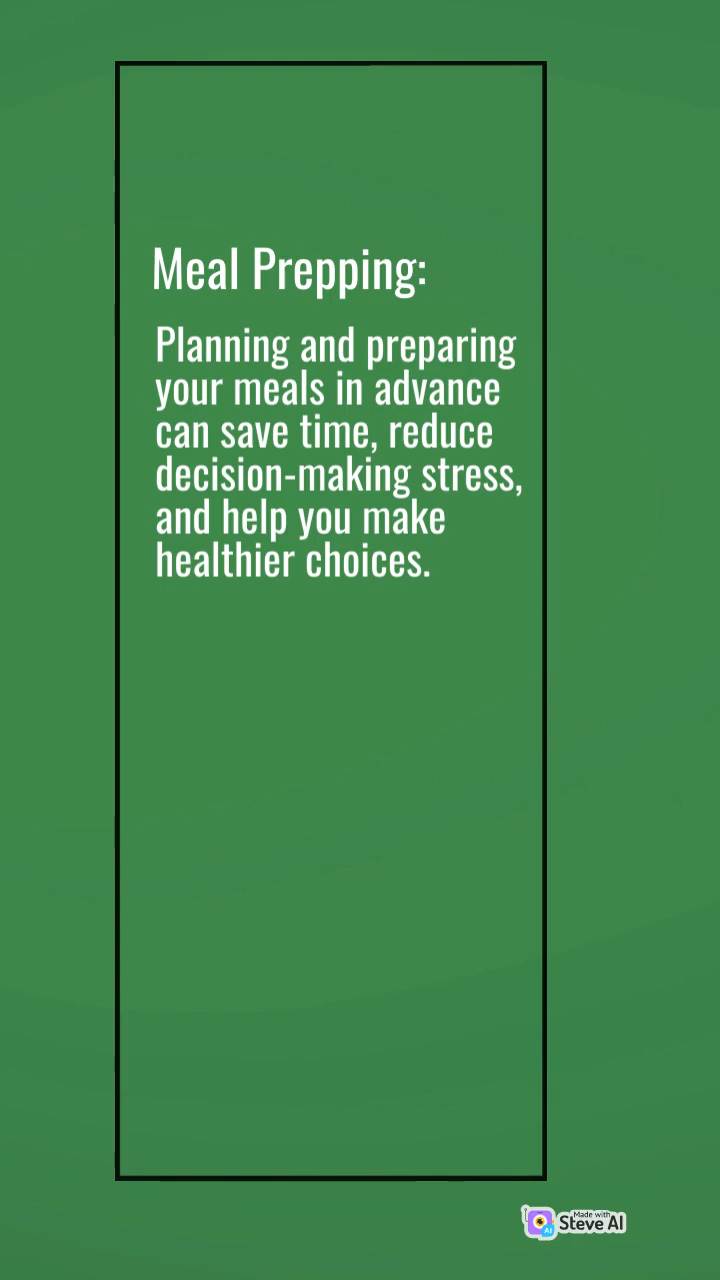 Meal Prepping:
Planning and preparing
your meals in advance
can save time, reduce
decision-making stress,
and help you make
healthier choices.
Made with
Steve AI
AI